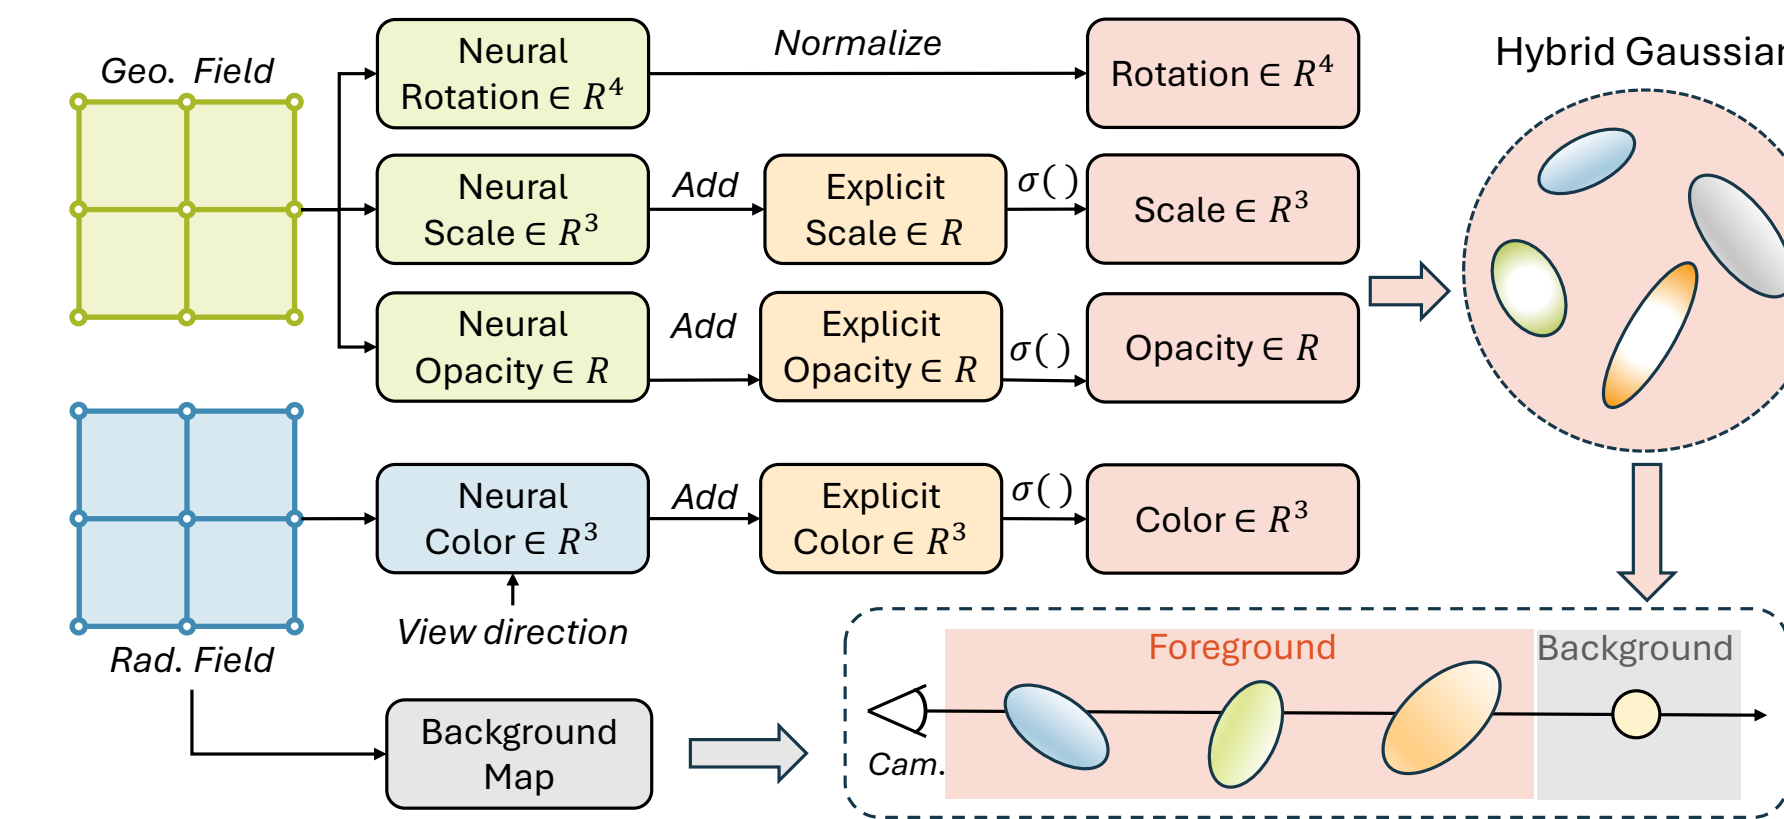 Geo. Field
Neural
Rotation ∈ R⁴
Normalize
Rotation ∈ R⁴
Neural
Scale ∈ R³
Add
Explicit
Scale ∈ R
σ( )
Scale ∈ R³
Neural
Opacity ∈ R
Add
Explicit
Opacity ∈ R
σ( )
Opacity ∈ R
Hybrid Gaussian
Neural
Color ∈ R³
Add
Explicit
Color ∈ R³
σ( )
Color ∈ R³
View direction
Rad. Field
Background
Map
Foreground
Background
Cam.